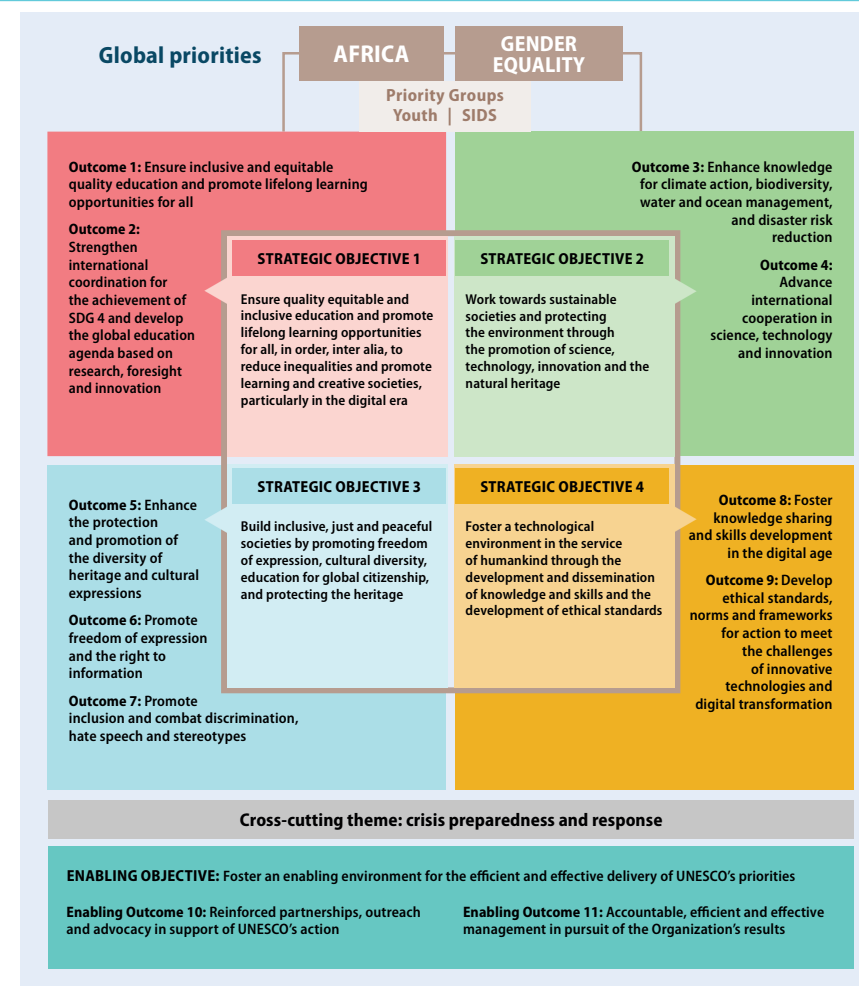 Global priorities
AFRICA
GENDER
EQUALITY
Priority Groups
Youth | SIDS
Outcome 1: Ensure inclusive and equitable
quality education and promote lifelong learning
opportunities for all
Outcome 2:
Strengthen
international
coordination for
the achievement of
SDG 4 and develop
the global education
agenda based on
research, foresight
and innovation
STRATEGIC OBJECTIVE 1
Ensure quality equitable and
inclusive education and promote
lifelong learning opportunities
for all, in order, inter alia, to
reduce inequalities and promote
learning and creative societies,
particularly in the digital era
STRATEGIC OBJECTIVE 2
Work towards sustainable
societies and protecting
the environment through
the promotion of science,
technology, innovation and the
natural heritage
Outcome 3: Enhance knowledge
for climate action, biodiversity,
water and ocean management,
and disaster risk
reduction
Outcome 4:
Advance
international
cooperation in
science, technology
and innovation
Outcome 5: Enhance
the protection
and promotion of
the diversity of
heritage and cultural
expressions
Outcome 6: Promote
freedom of expression
and the right to
information
Outcome 7: Promote
inclusion and combat discrimination,
hate speech and stereotypes
STRATEGIC OBJECTIVE 3
Build inclusive, just and peaceful
societies by promoting freedom
of expression, cultural diversity,
education for global citizenship,
and protecting the heritage
STRATEGIC OBJECTIVE 4
Foster a technological
environment in the service
of humankind through the
development and dissemination
of knowledge and skills and the
development of ethical standards
Outcome 8: Foster
knowledge sharing
and skills development
in the digital age
Outcome 9: Develop
ethical standards,
norms and frameworks
for action to meet
the challenges
of innovative
technologies and
digital transformation
Cross-cutting theme: crisis preparedness and response
ENABLING OBJECTIVE: Foster an enabling environment for the efficient and effective delivery of UNESCO's priorities
Enabling Outcome 10: Reinforced partnerships, outreach
and advocacy in support of UNESCO's action
Enabling Outcome 11: Accountable, efficient and effective
management in pursuit of the Organization's results